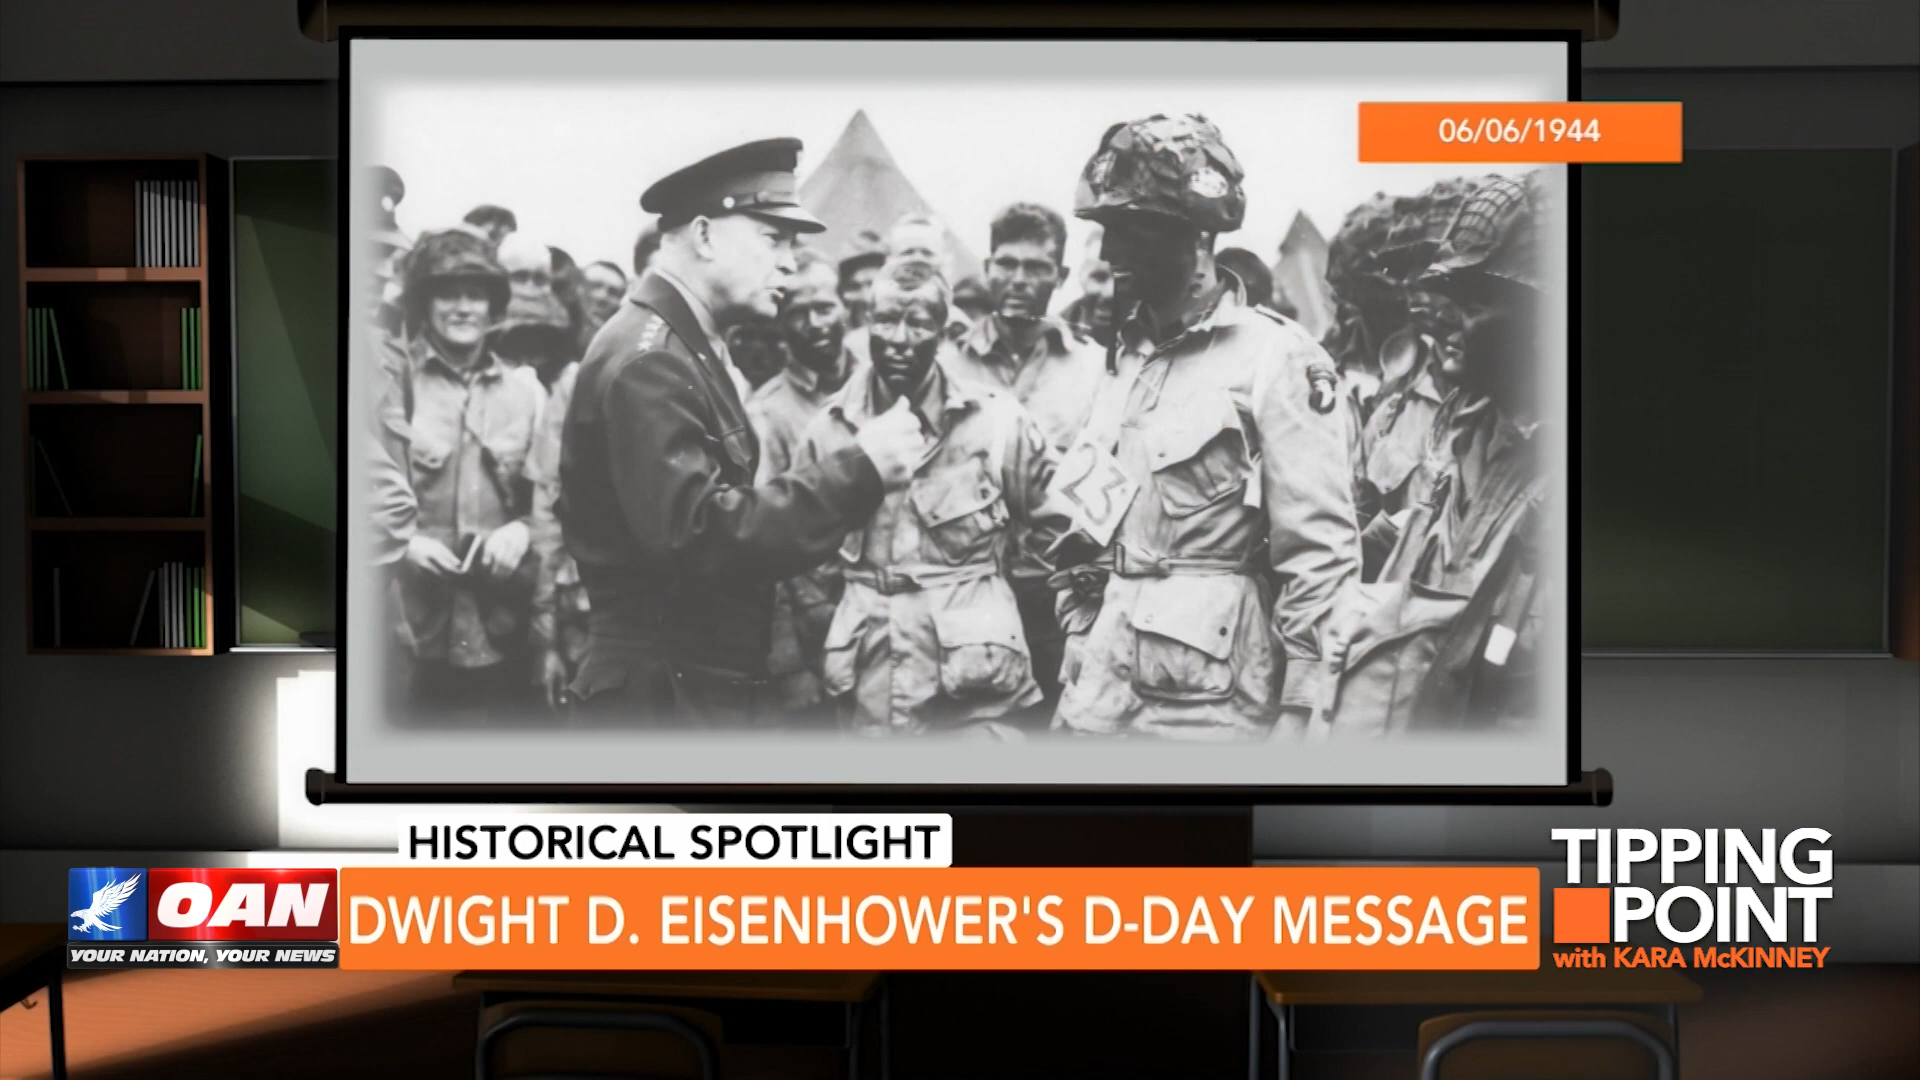 06/06/1944
23
HISTORICAL SPOTLIGHT
OAN
YOUR NATION, YOUR NEWS
DWIGHT D. EISENHOWER'S D-DAY MESSAGE
TIPPING
POINT
with KARA McKINNEY